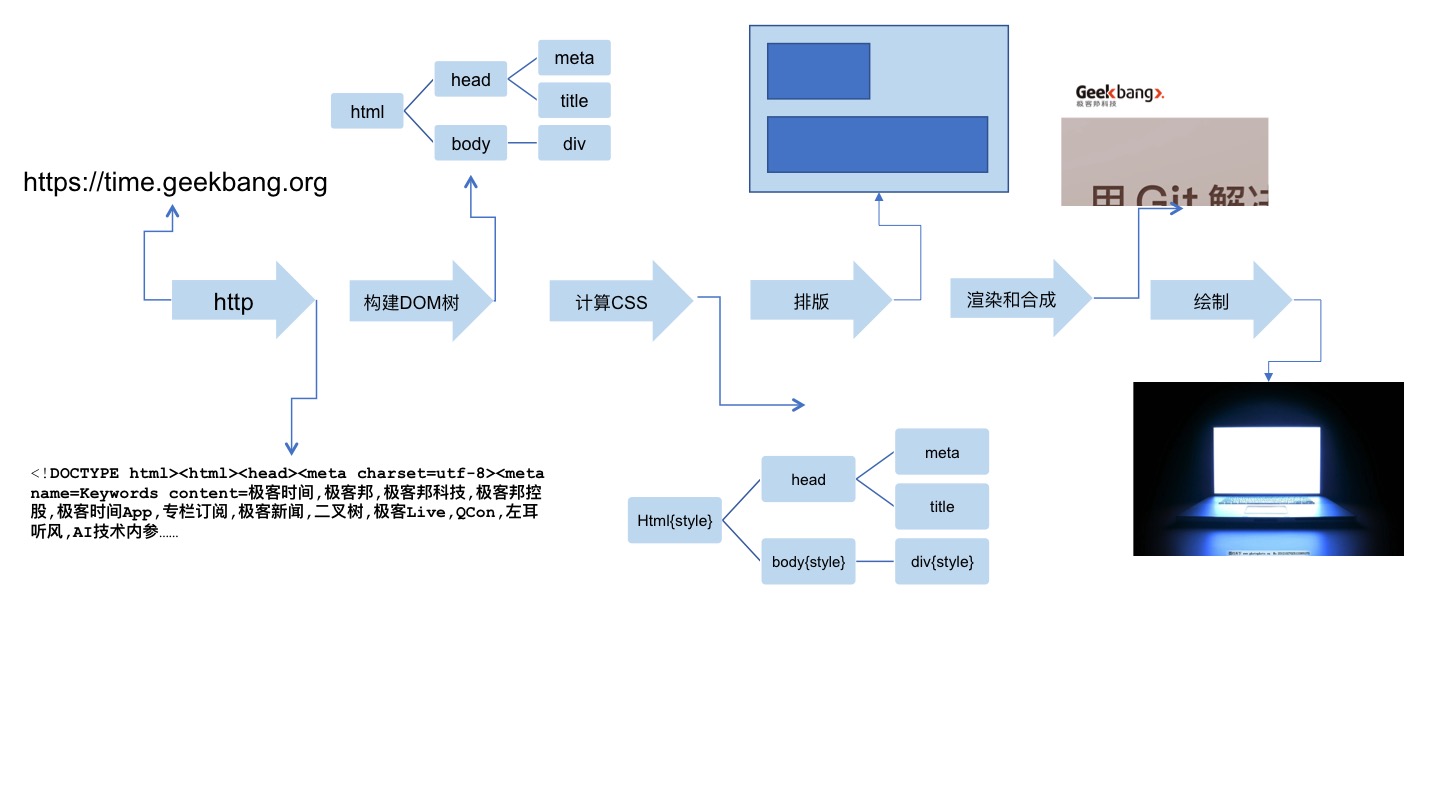 meta
head
title
html
body
div
https://time.geekbang.org
Geekbang
极客邦科技
用 Git 解决
http
构建DOM树
计算CSS
排版
渲染和合成
绘制
<!DOCTYPE html><html><head><meta charset=utf-8><meta
name=Keywords content=极客时间,极客邦,极客邦科技,极客邦控
股,极客时间App,专栏订阅,极客新闻,二叉树,极客Live,QCon,左耳
听风,AI技术内参……
meta
head
title
Html{style}
body{style}
div{style}